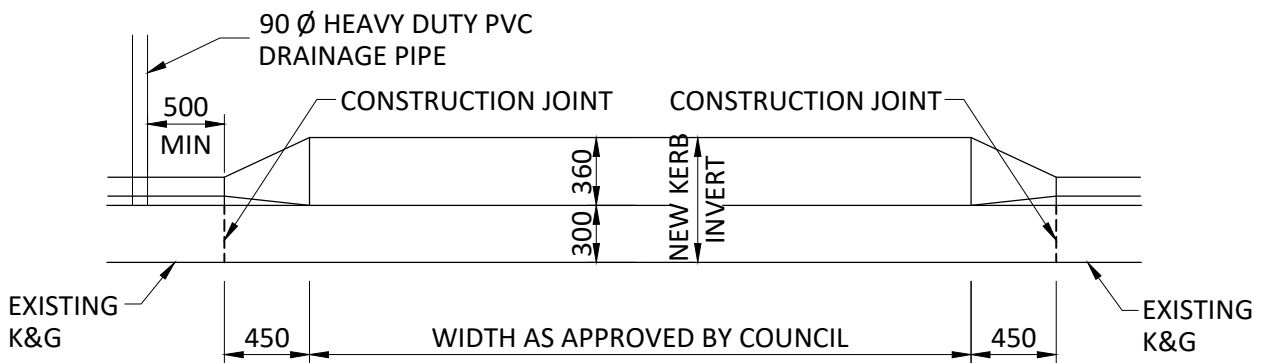 90 Ø HEAVY DUTY PVC
DRAINAGE PIPE
500
MIN
CONSTRUCTION JOINT
CONSTRUCTION JOINT
360
300
NEW KERB
INVERT
EXISTING
K&G
450
WIDTH AS APPROVED BY COUNCIL
450
EXISTING
K&G